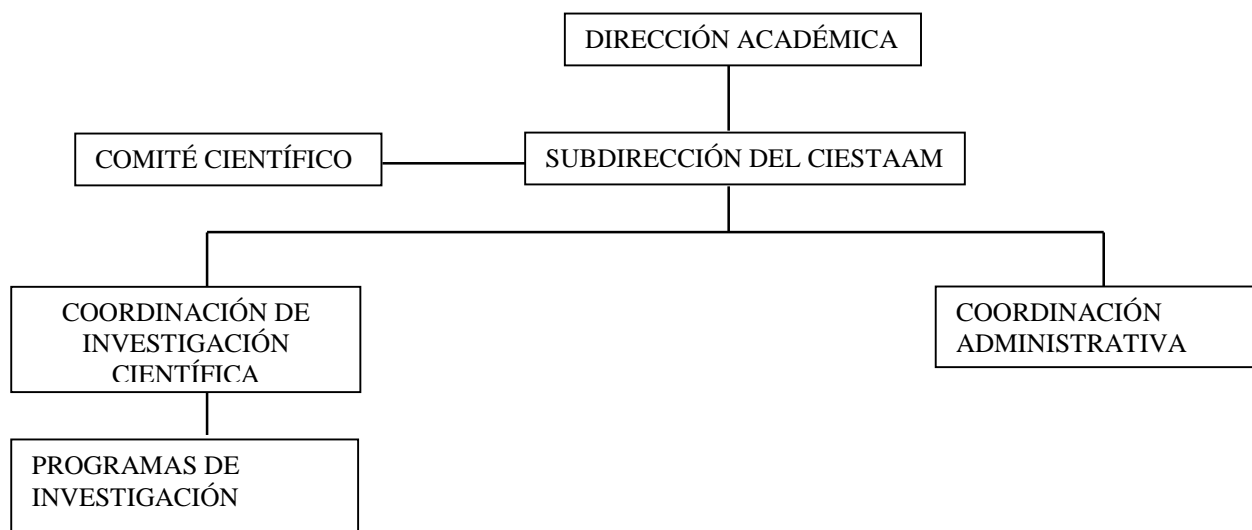 DIRECCIÓN ACADÉMICA
COMITÉ CIENTÍFICO
SUBDIRECCIÓN DEL CIESTAAM
COORDINACIÓN DE
INVESTIGACIÓN
CIENTÍFICA
COORDINACIÓN
ADMINISTRATIVA
PROGRAMAS DE
INVESTIGACIÓN